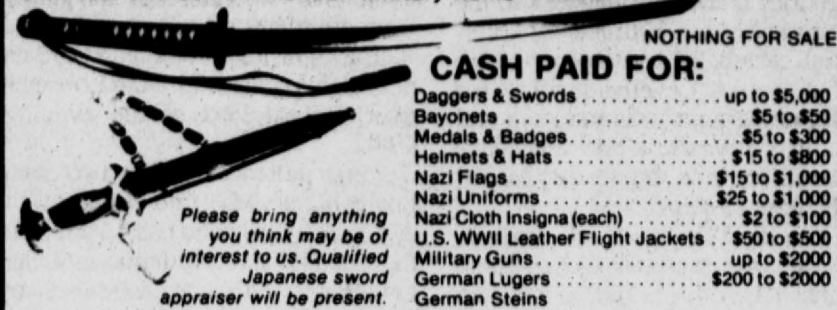 NOTHING FOR SALE
CASH PAID FOR:
Daggers & Swords . . . . . . . . . . . . . . up to $5,000
Bayonets . . . . . . . . . . . . . . . . . . . . . . . $5 to $50
Medals & Badges . . . . . . . . . . . . . . . $5 to $300
Helmets & Hats . . . . . . . . . . . . . . . $15 to $800
Nazi Flags . . . . . . . . . . . . . . . . . . $15 to $1,000
Nazi Uniforms . . . . . . . . . . . . . . . $25 to $1,000
Nazi Cloth Insigna (each) . . . . . . . $2 to $100
U.S. WWII Leather Flight Jackets . . $50 to $500
Military Guns . . . . . . . . . . . . . . . . . up to $2000
German Lugers . . . . . . . . . . . . . $200 to $2000
German Steins
Please bring anything
you think may be of
interest to us. Qualified
Japanese sword
appraiser will be present.